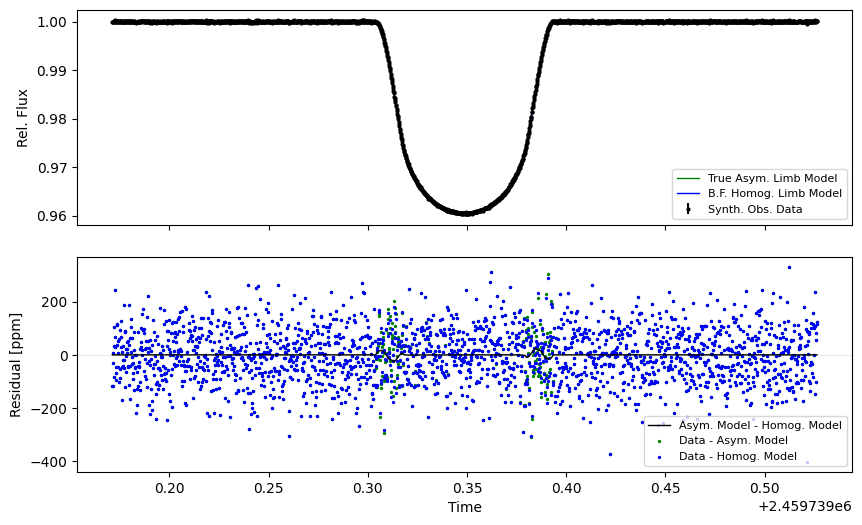 1.00
0.99
0.98
0.97
0.96
Rel. Flux
True Asym. Limb Model
B.F. Homog. Limb Model
Synth. Obs. Data
200
0
−200
−400
Residual [ppm]
Asym. Model - Homog. Model
Data - Asym. Model
Data - Homog. Model
0.20 0.25 0.30 0.35 0.40 0.45 0.50
Time
+2.459739e6